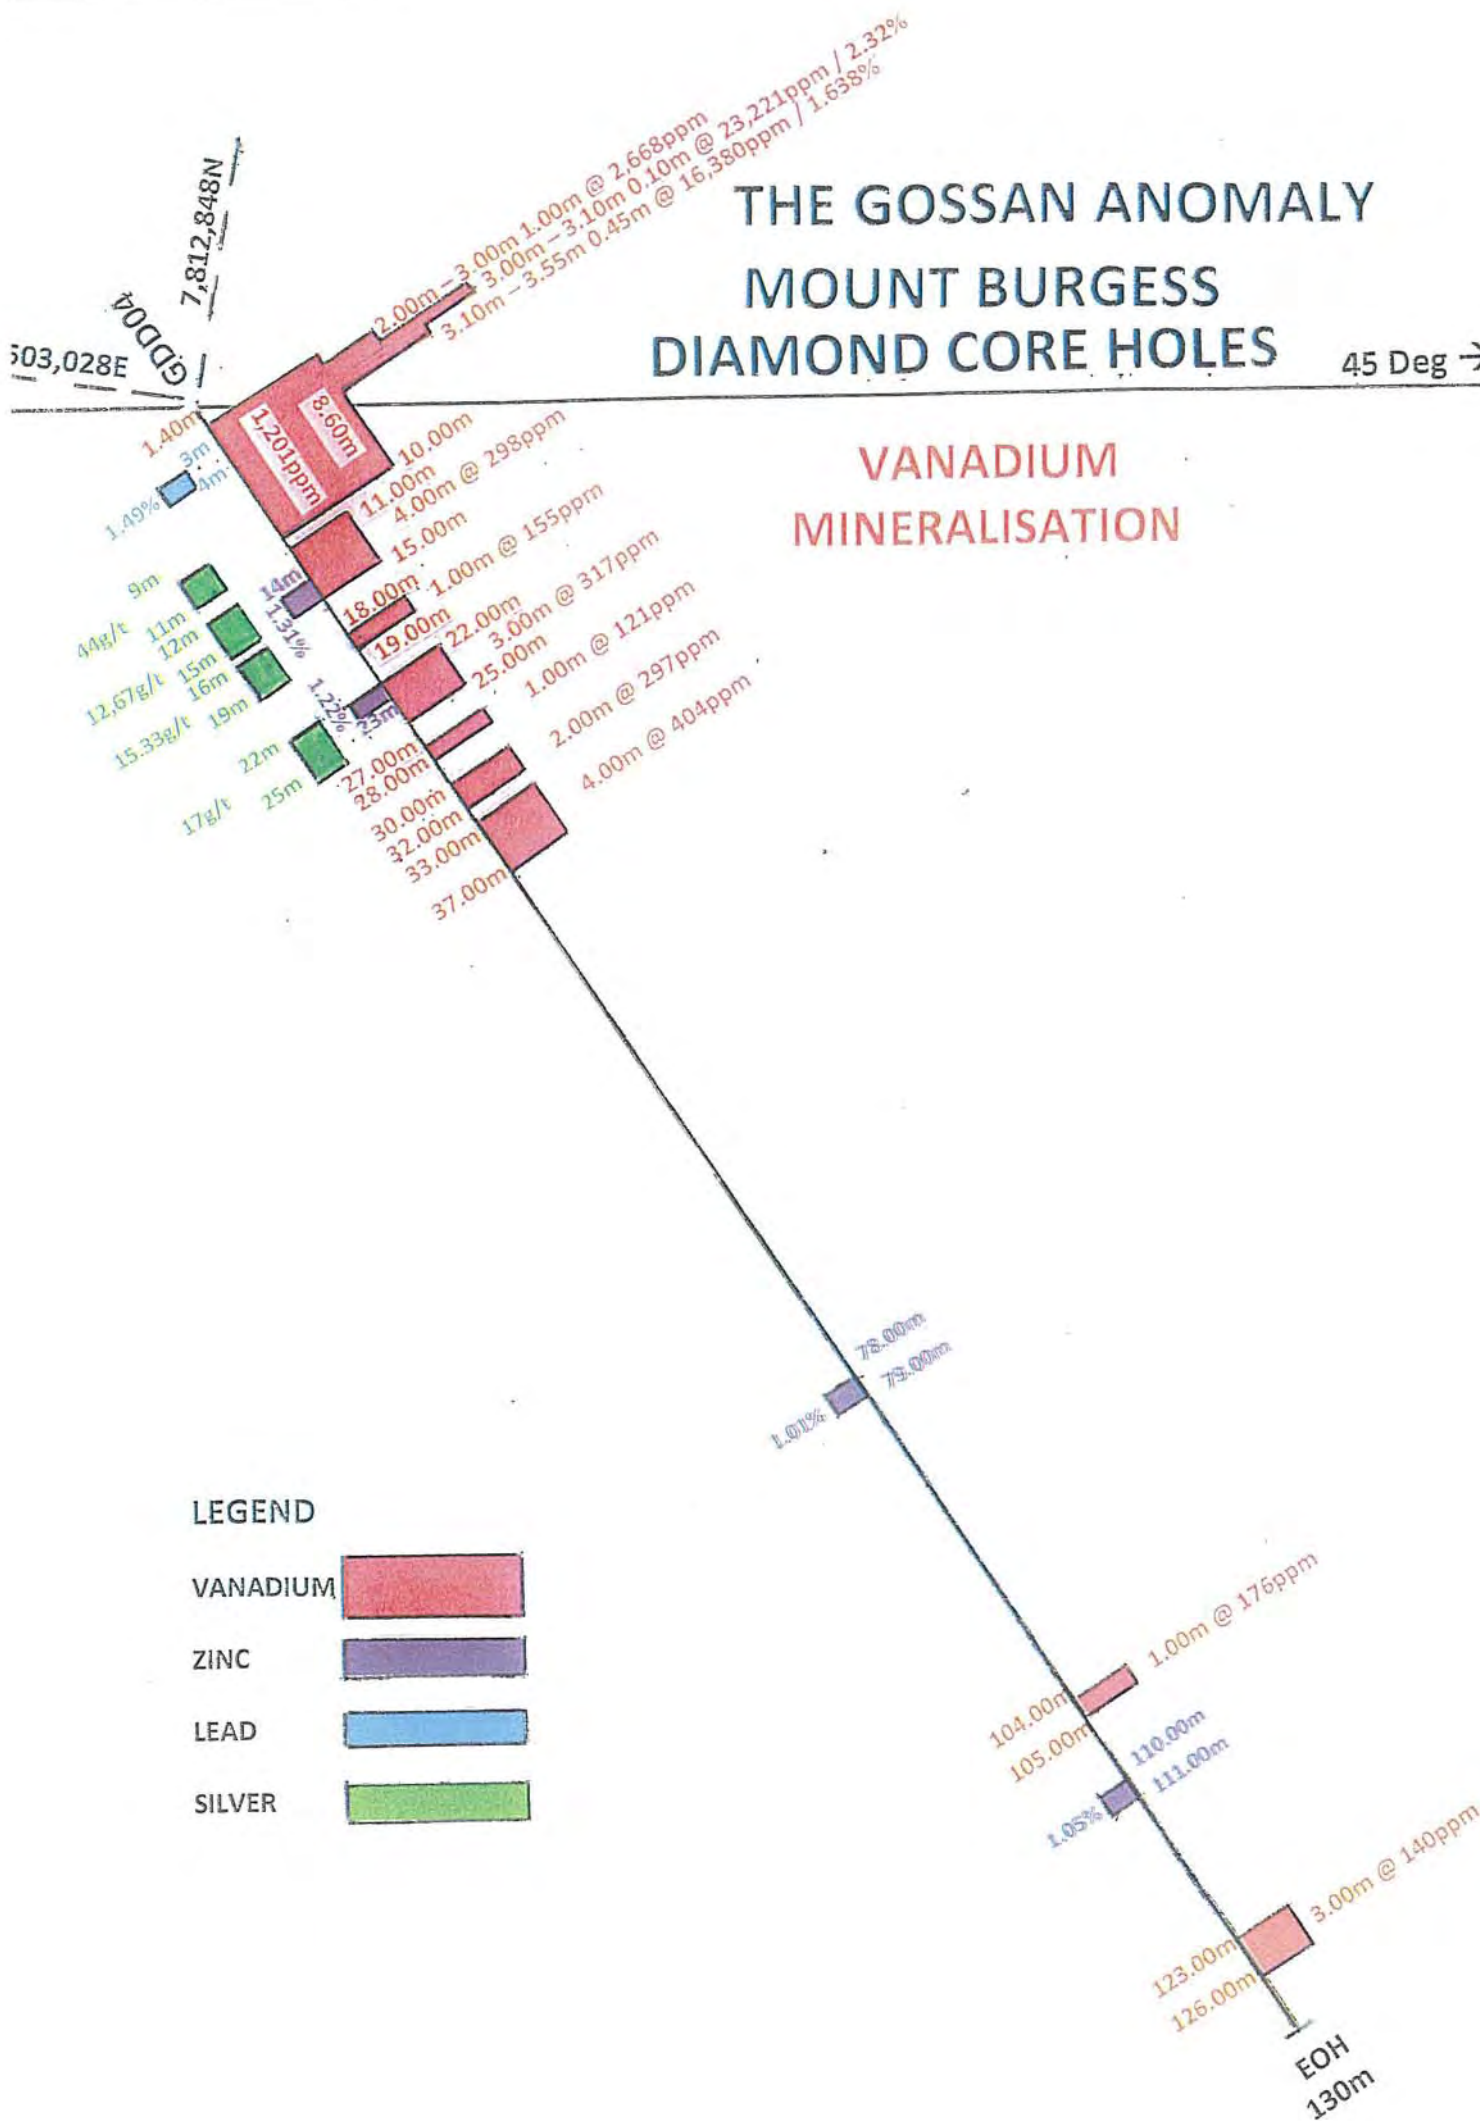 THE GOSSAN ANOMALY
MOUNT BURGESS
DIAMOND CORE HOLES
45 Deg →
VANADIUM
MINERALISATION
7,812,848N
GDD04
503,028E
2.00m – 3.00m 1.00m @ 2,668ppm
3.00m – 3.10m 0.10m @ 23,221ppm / 2.32%
3.10m – 3.55m 0.45m @ 16,380ppm / 1.638%
1.40m
8.60m
1,201ppm
10.00m
3m
4m
1.49%
11.00m
4.00m @ 298ppm
15.00m
14m
1.31%
18.00m
1.00m @ 155ppm
19.00m
22.00m
3.00m @ 317ppm
25.00m
1.22%
23m
9m
44g/t
11m
12m
12,67g/t
15m
16m
15.33g/t
19m
22m
17g/t
25m
27.00m
28.00m
1.00m @ 121ppm
30.00m
32.00m
2.00m @ 297ppm
33.00m
37.00m
4.00m @ 404ppm
78.00m
79.00m
1.01%
104.00m
105.00m
1.00m @ 176ppm
110.00m
111.00m
1.05%
123.00m
126.00m
3.00m @ 140ppm
EOH
130m
LEGEND
VANADIUM
ZINC
LEAD
SILVER